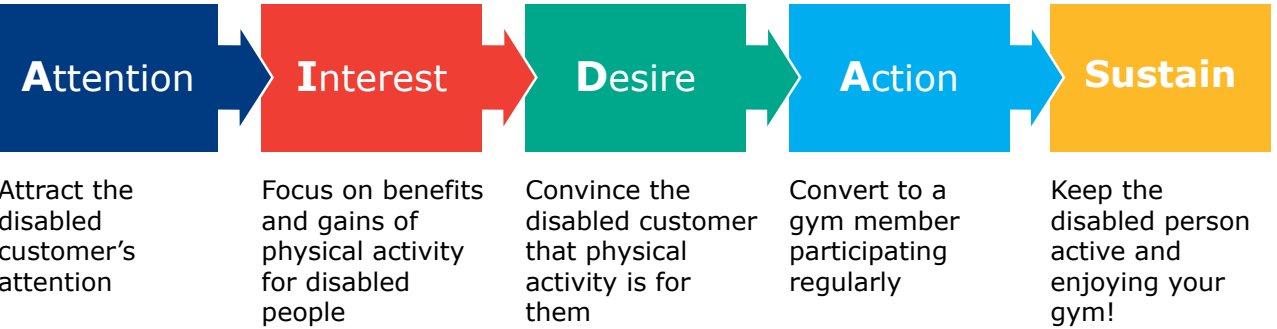 Attention
Interest
Desire
Action
Sustain
Attract the
disabled
customer’s
attention
Focus on benefits
and gains of
physical activity
for disabled
people
Convince the
disabled customer
that physical
activity is for
them
Convert to a
gym member
participating
regularly
Keep the
disabled person
active and
enjoying your
gym!